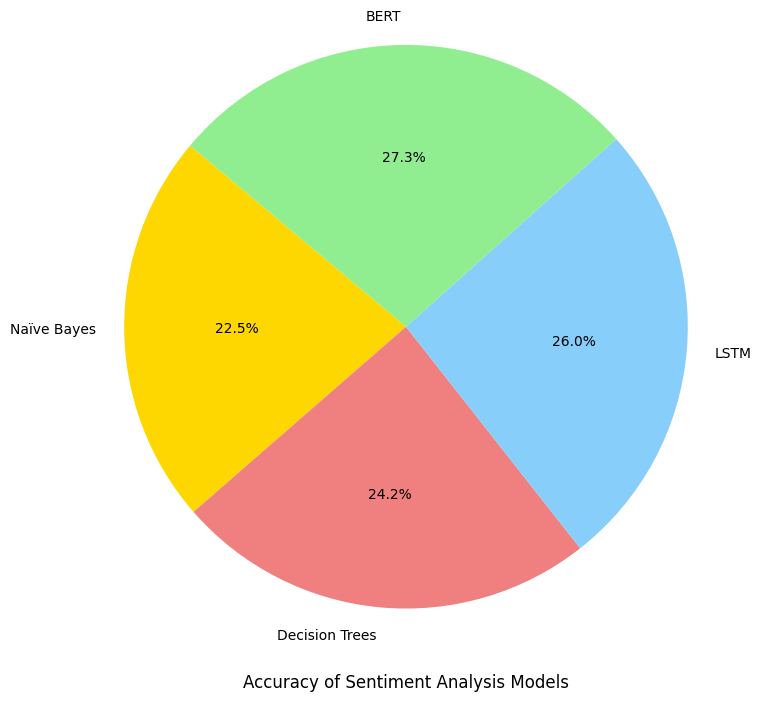 BERT
27.3%
Naïve Bayes
22.5%
26.0%
LSTM
24.2%
Decision Trees
Accuracy of Sentiment Analysis Models